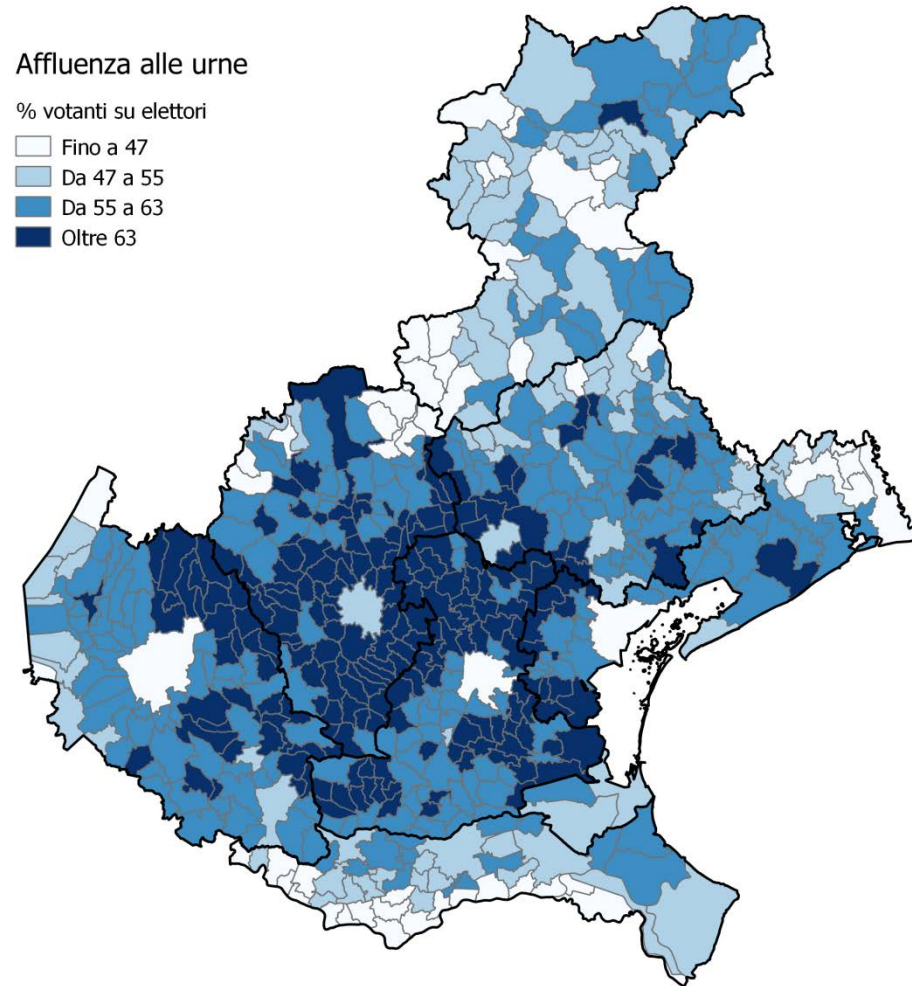 Affluenza alle urne
% votanti su elettori
Fino a 47
Da 47 a 55
Da 55 a 63
Oltre 63